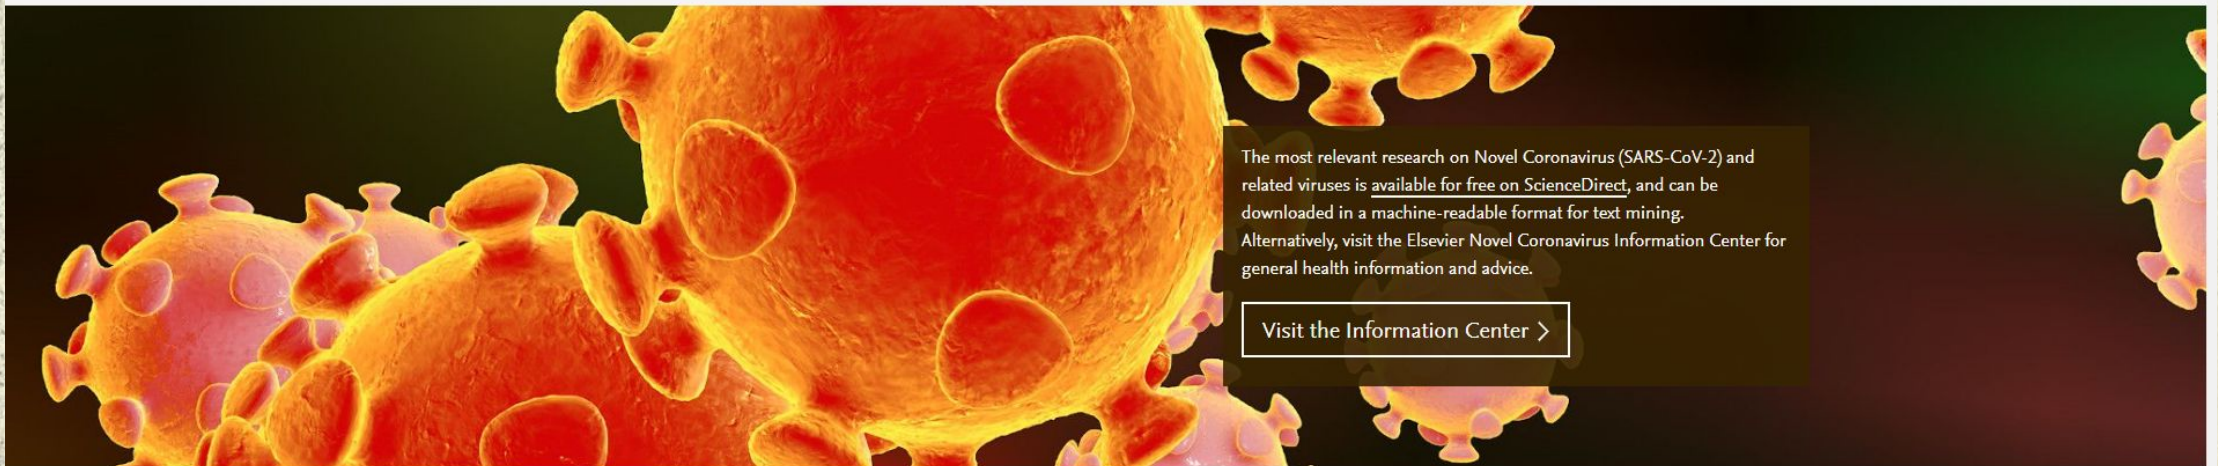 The most relevant research on Novel Coronavirus (SARS-CoV-2) and
related viruses is available for free on ScienceDirect, and can be
downloaded in a machine-readable format for text mining.
Alternatively, visit the Elsevier Novel Coronavirus Information Center for
general health information and advice.
Visit the Information Center >